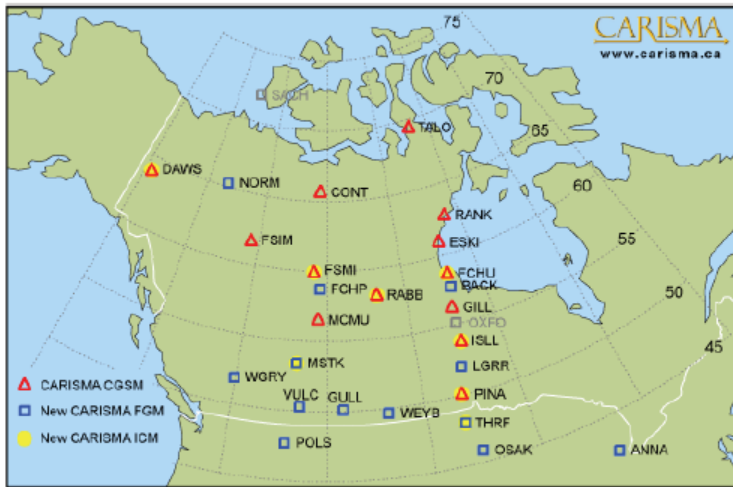 75
CARISMA
www.carisma.ca
70
SACH
TALO
65
DAWS
NORM
CONT
60
RANK
FSIM
ESKI
55
FSMI
FCHU
FCHP
BACK
RABB
50
GILL
MCMU
OXFO
ISLL
45
MSTK
LGRR
WGRY
CARISMA CGSM
VULC
GULL
PINA
New CARISMA FGM
WEYB
THRF
New CARISMA ICM
POLS
OSAK
ANNA